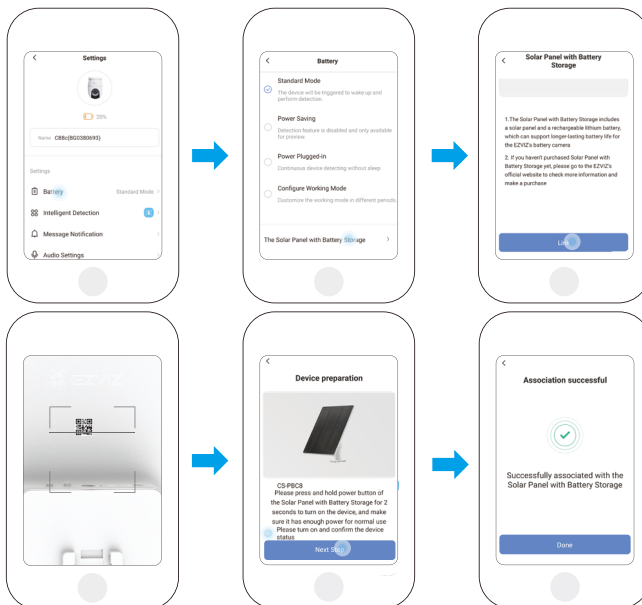 Settings
20%
Name C88c(BG0380693)
Settings
Battery Standard Mode
Intelligent Detection
Message Notification
Audio Settings
Battery
Standard Mode
The device will be triggered to wake up and
perform detection.
Power Saving
Detection feature is disabled and only available
for preview.
Power Plugged-in
Continuous device detecting without sleep
Configure Working Mode
Customize the working mode in different periods.
The Solar Panel with Battery Storage
Solar Panel with Battery
Storage
1.The Solar Panel with Battery Storage includes
a solar panel and a rechargeable lithium battery,
which can support longer-lasting battery life for
the EZVIZ's battery camera
2. If you haven't purchased Solar Panel with
Battery Storage yet, please go to the EZVIZ's
official website to check more information and
make a purchase
Link
EZVIZ
Device preparation
CS-PBC8
Please press and hold power button of
the Solar Panel with Battery Storage for 2
seconds to turn on the device, and make
sure it has enough power for normal use
Please turn on and confirm the device
status
Next Step
Association successful
Successfully associated with the
Solar Panel with Battery Storage
Done